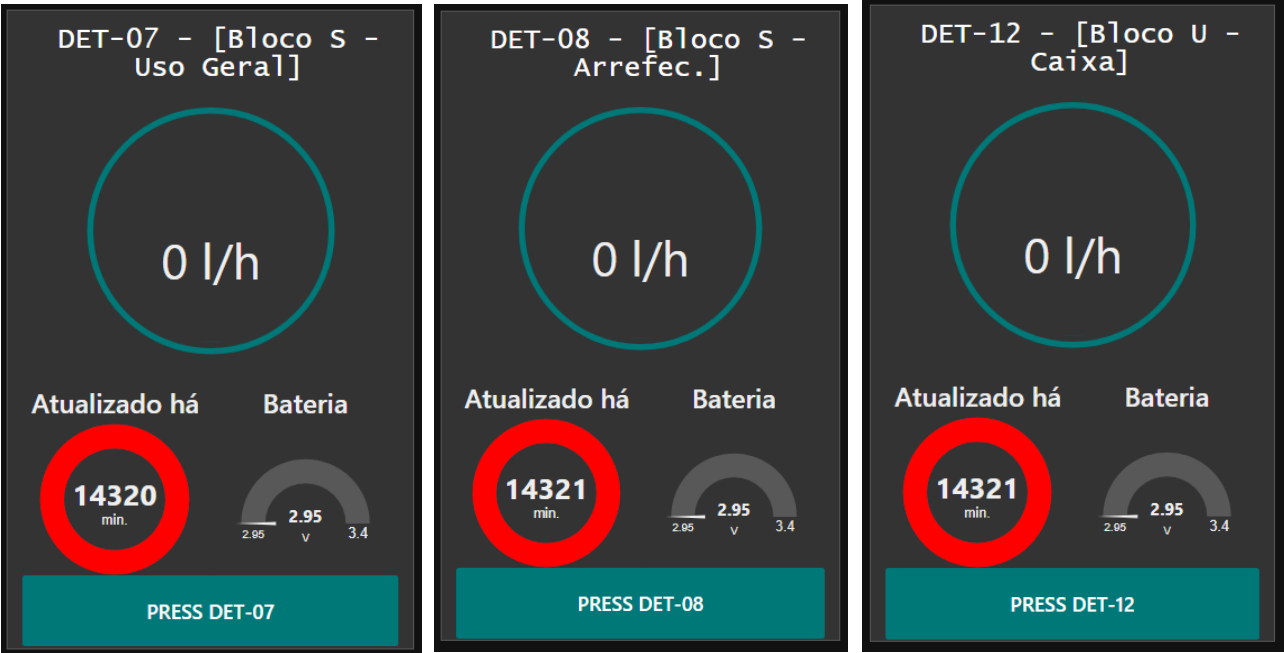 DET-07 - [Bloco S -
Uso Geral]
0 l/h
Atualizado há
Bateria
14320
min.
2.95
2.95
V
3.4
PRESS DET-07
DET-08 - [Bloco S -
Arrefec.]
0 l/h
Atualizado há
Bateria
14321
min.
2.95
2.95
V
3.4
PRESS DET-08
DET-12 - [Bloco U -
Caixa]
0 l/h
Atualizado há
Bateria
14321
min.
2.95
2.95
V
3.4
PRESS DET-12